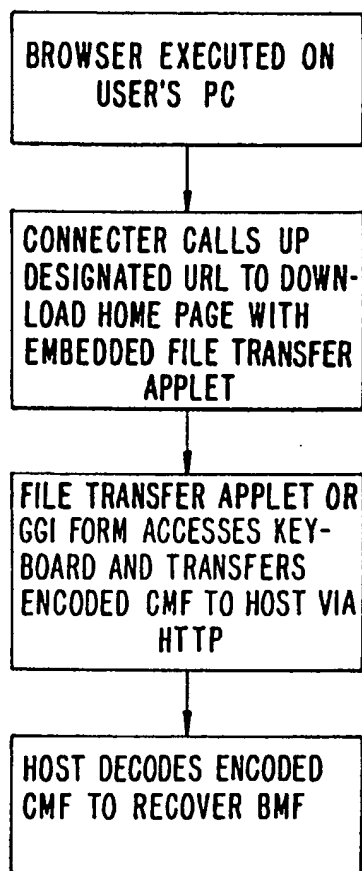 BROWSER EXECUTED ON
USER'S PC
CONNECTER CALLS UP
DESIGNATED URL TO DOWN-
LOAD HOME PAGE WITH
EMBEDDED FILE TRANSFER
APPLET
FILE TRANSFER APPLET OR
GGI FORM ACCESSES KEY-
BOARD AND TRANSFERS
ENCODED CMF TO HOST VIA
HTTP
HOST DECODES ENCODED
CMF TO RECOVER BMF